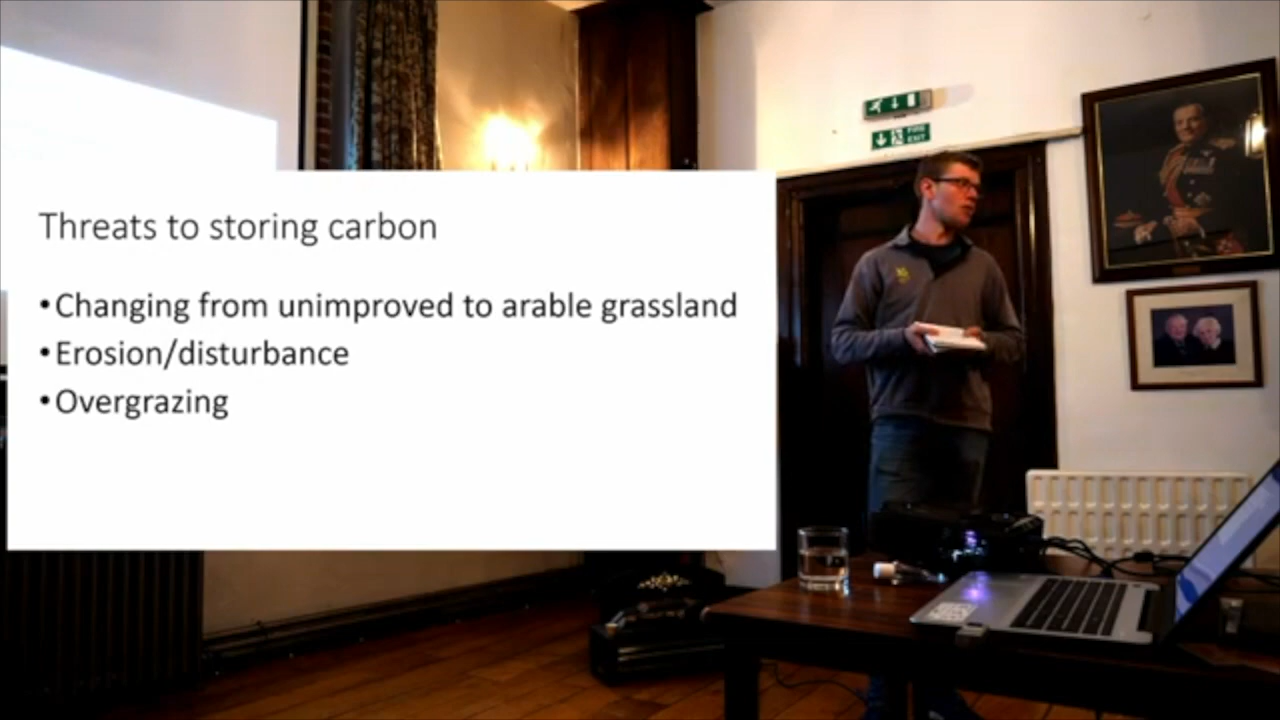 Threats to storing carbon
•Changing from unimproved to arable grassland
•Erosion/disturbance
•Overgrazing
FIRE
EXIT